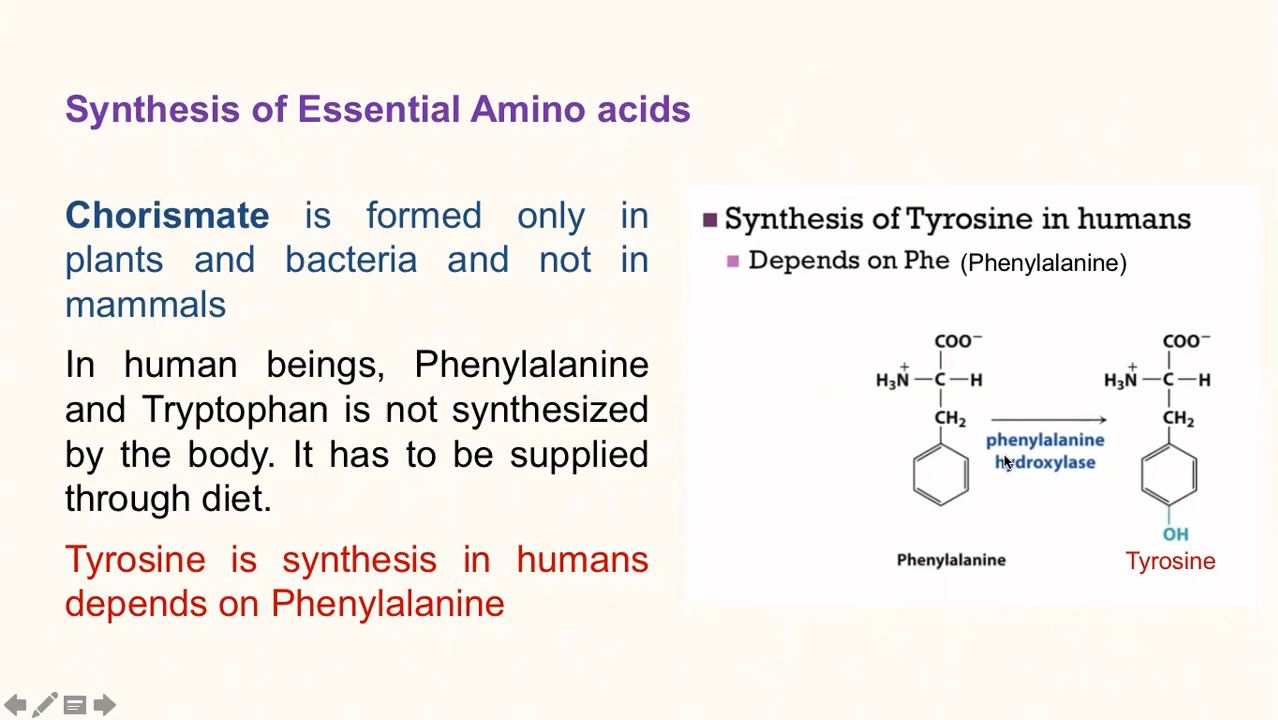 Synthesis of Essential Amino acids
Chorismate is formed only in
plants and bacteria and not in
mammals
In human beings, Phenylalanine
and Tryptophan is not synthesized
by the body. It has to be supplied
through diet.
Tyrosine is synthesis in humans
depends on Phenylalanine
Synthesis of Tyrosine in humans
Depends on Phe (Phenylalanine)
COO⁻ COO⁻
H₃N⁺—C—H H₃N⁺—C—H
CH₂ CH₂
phenylalanine
hydroxylase
OH
Phenylalanine Tyrosine